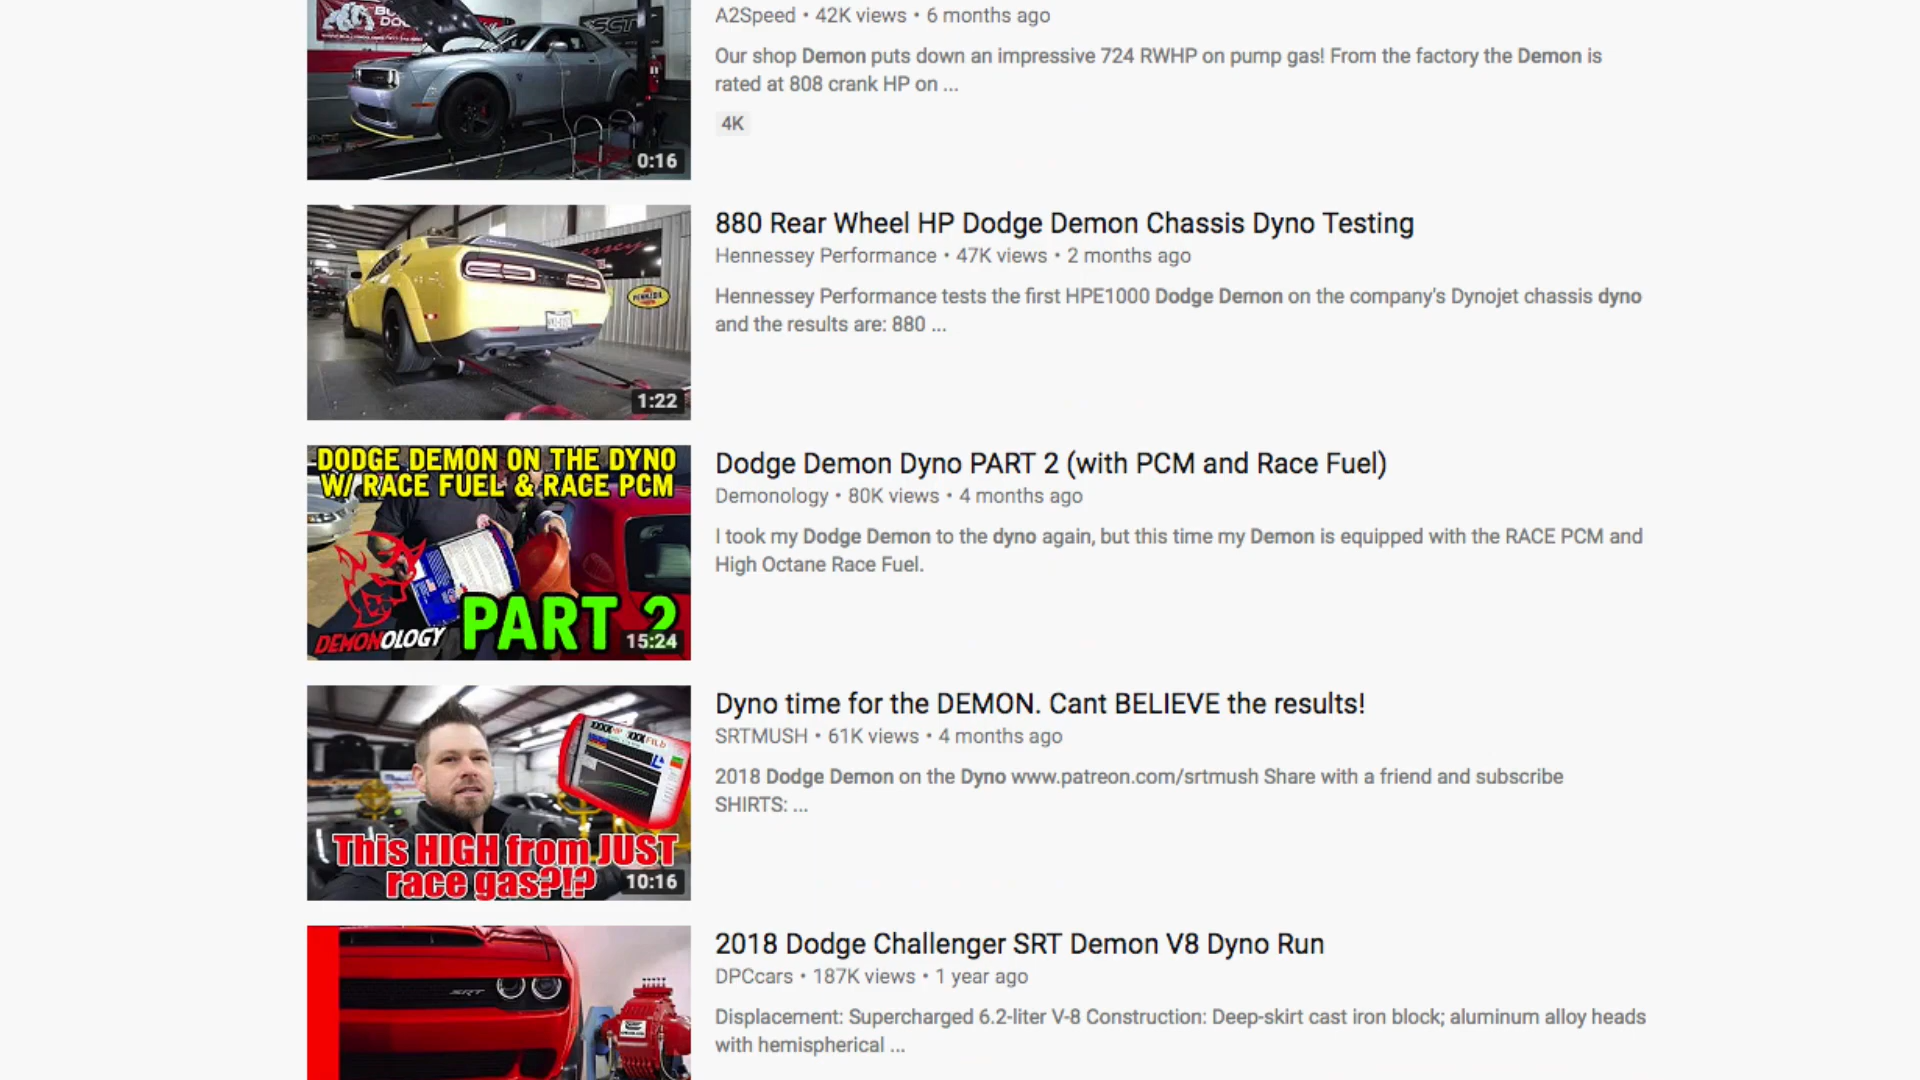 A2Speed • 42K views • 6 months ago
Our shop Demon puts down an impressive 724 RWHP on pump gas! From the factory the Demon is
rated at 808 crank HP on ...
4K
SCT
0:16
880 Rear Wheel HP Dodge Demon Chassis Dyno Testing
Hennessey Performance • 47K views • 2 months ago
Hennessey Performance tests the first HPE1000 Dodge Demon on the company's Dynojet chassis dyno
and the results are: 880 ...
PENNZOIL
1:22
DODGE DEMON ON THE DYNO
W/ RACE FUEL & RACE PCM
DEMONOLOGY
PART 2
15:24
Dodge Demon Dyno PART 2 (with PCM and Race Fuel)
Demonology • 80K views • 4 months ago
I took my Dodge Demon to the dyno again, but this time my Demon is equipped with the RACE PCM and
High Octane Race Fuel.
This HIGH from JUST
race gas?!?
10:16
Dyno time for the DEMON. Cant BELIEVE the results!
SRTMUSH • 61K views • 4 months ago
2018 Dodge Demon on the Dyno www.patreon.com/srtmush Share with a friend and subscribe
SHIRTS: ...
SRT
2018 Dodge Challenger SRT Demon V8 Dyno Run
DPCcars • 187K views • 1 year ago
Displacement: Supercharged 6.2-liter V-8 Construction: Deep-skirt cast iron block; aluminum alloy heads
with hemispherical ...